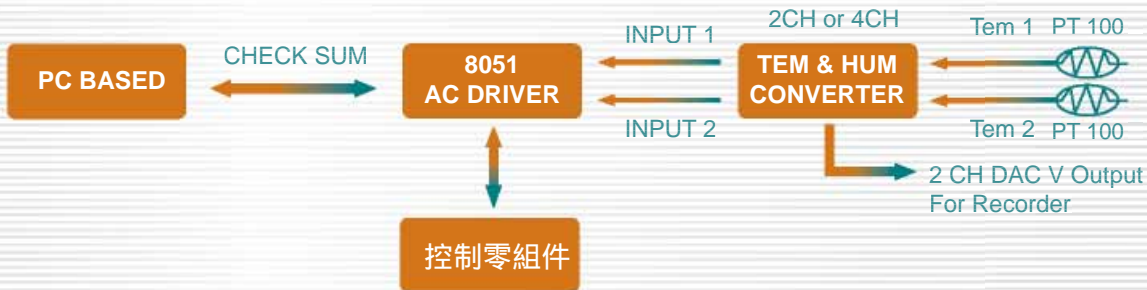 2CH or 4CH
Tem 1 PT 100
INPUT 1
CHECK SUM
PC BASED
8051
AC DRIVER
TEM & HUM
CONVERTER
INPUT 2
Tem 2 PT 100
2 CH DAC V Output
For Recorder
控制零組件